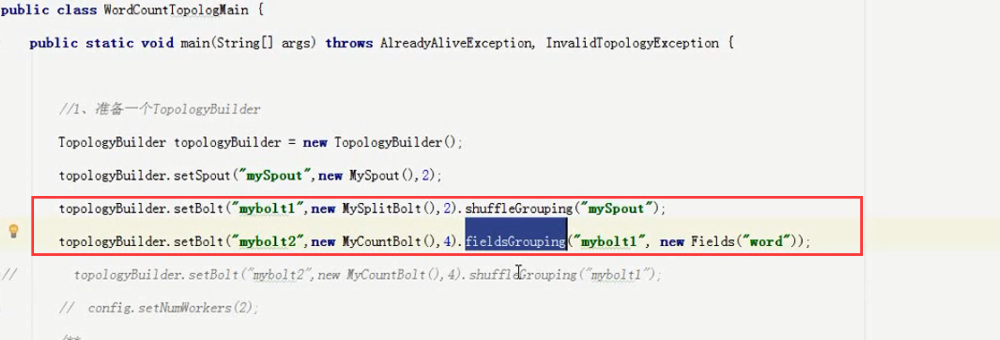 public class WordCountTopologMain {
public static void main(String[] args) throws AlreadyAliveException, InvalidTopologyException {
//1、准备一个TopologyBuilder
TopologyBuilder topologyBuilder = new TopologyBuilder();
topologyBuilder.setSpout("mySpout",new MySpout(),2);
topologyBuilder.setBolt("mybolt1",new MySplitBolt(),2).shuffleGrouping("mySpout");
topologyBuilder.setBolt("mybolt2",new MyCountBolt(),4).fieldsGrouping("mybolt1", new Fields("word"));
// topologyBuilder.setBolt("mybolt2",new MyCountBolt(),4).shuffleGrouping("mybolt1");
// config.setNumWorkers(2);
/**